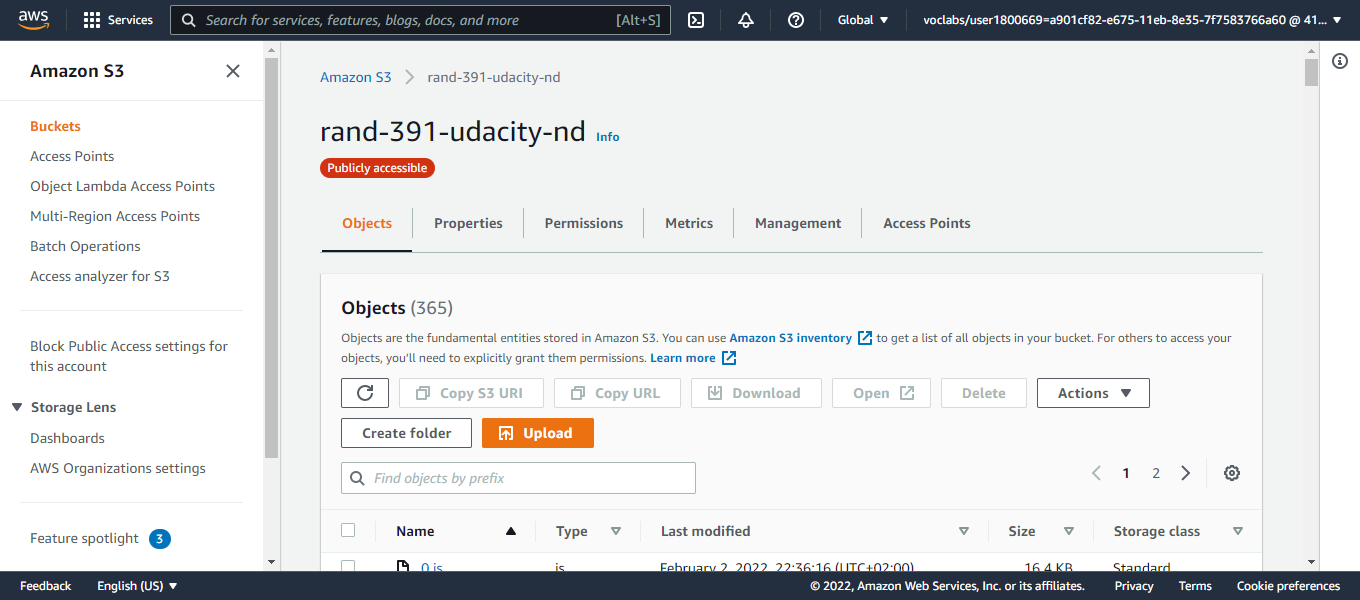 aws Services Search for services, features, blogs, docs, and more [Alt+S] Global voclabs/user1800669=a901cf82-e675-11eb-8e35-7f7583766a60 @ 41...
Amazon S3
Buckets
Access Points
Object Lambda Access Points
Multi-Region Access Points
Batch Operations
Access analyzer for S3
Block Public Access settings for
this account
Storage Lens
Dashboards
AWS Organizations settings
Feature spotlight 3
Amazon S3 rand-391-udacity-nd
rand-391-udacity-nd Info
Publicly accessible
Objects Properties Permissions Metrics Management Access Points
Objects (365)
Objects are the fundamental entities stored in Amazon S3. You can use Amazon S3 inventory to get a list of all objects in your bucket. For others to access your
objects, you'll need to explicitly grant them permissions. Learn more
Copy S3 URI Copy URL Download Open Delete Actions
Create folder Upload
Find objects by prefix 1 2
Name Type Last modified Size Storage class
0.js js February 2, 2022, 22:36:16 (UTC+02:00) 16.4 KB Standard
Feedback English (US) © 2022, Amazon Web Services, Inc. or its affiliates. Privacy Terms Cookie preferences